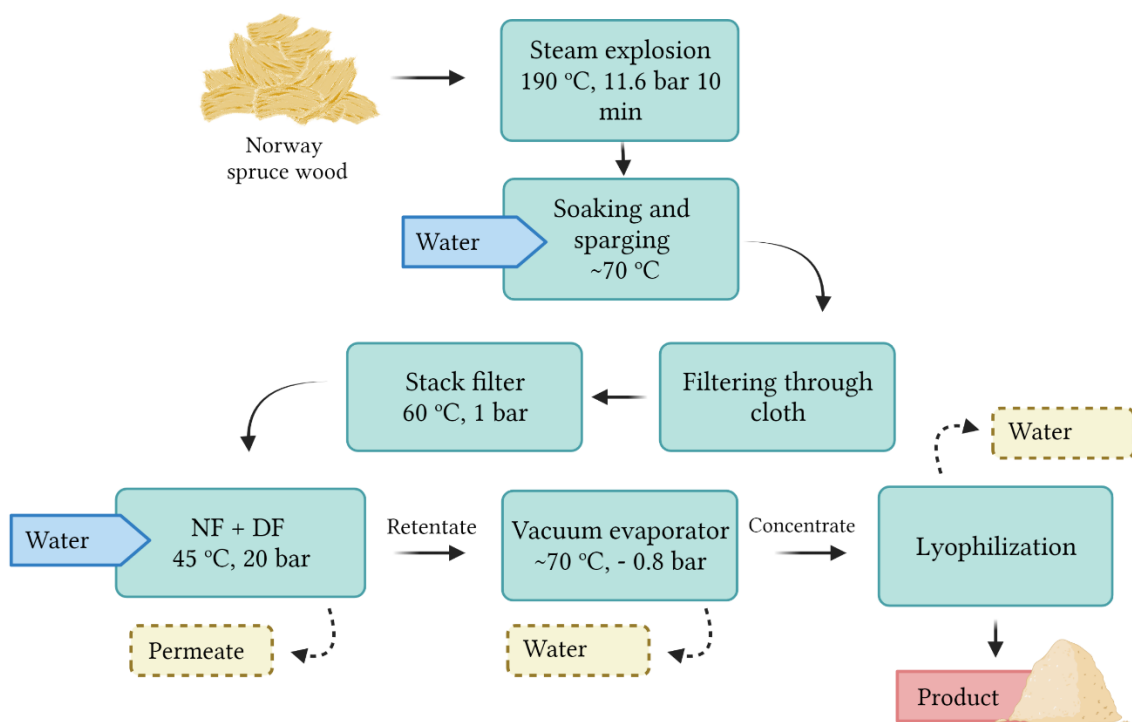 Steam explosion
190 °C, 11.6 bar 10
min
Norway
spruce wood
Water
Soaking and
sparging
~70 °C
Stack filter
60 °C, 1 bar
Filtering through
cloth
Water
Water
NF + DF
45 °C, 20 bar
Retentate
Vacuum evaporator
~70 °C, - 0.8 bar
Concentrate
Lyophilization
Permeate
Water
Product